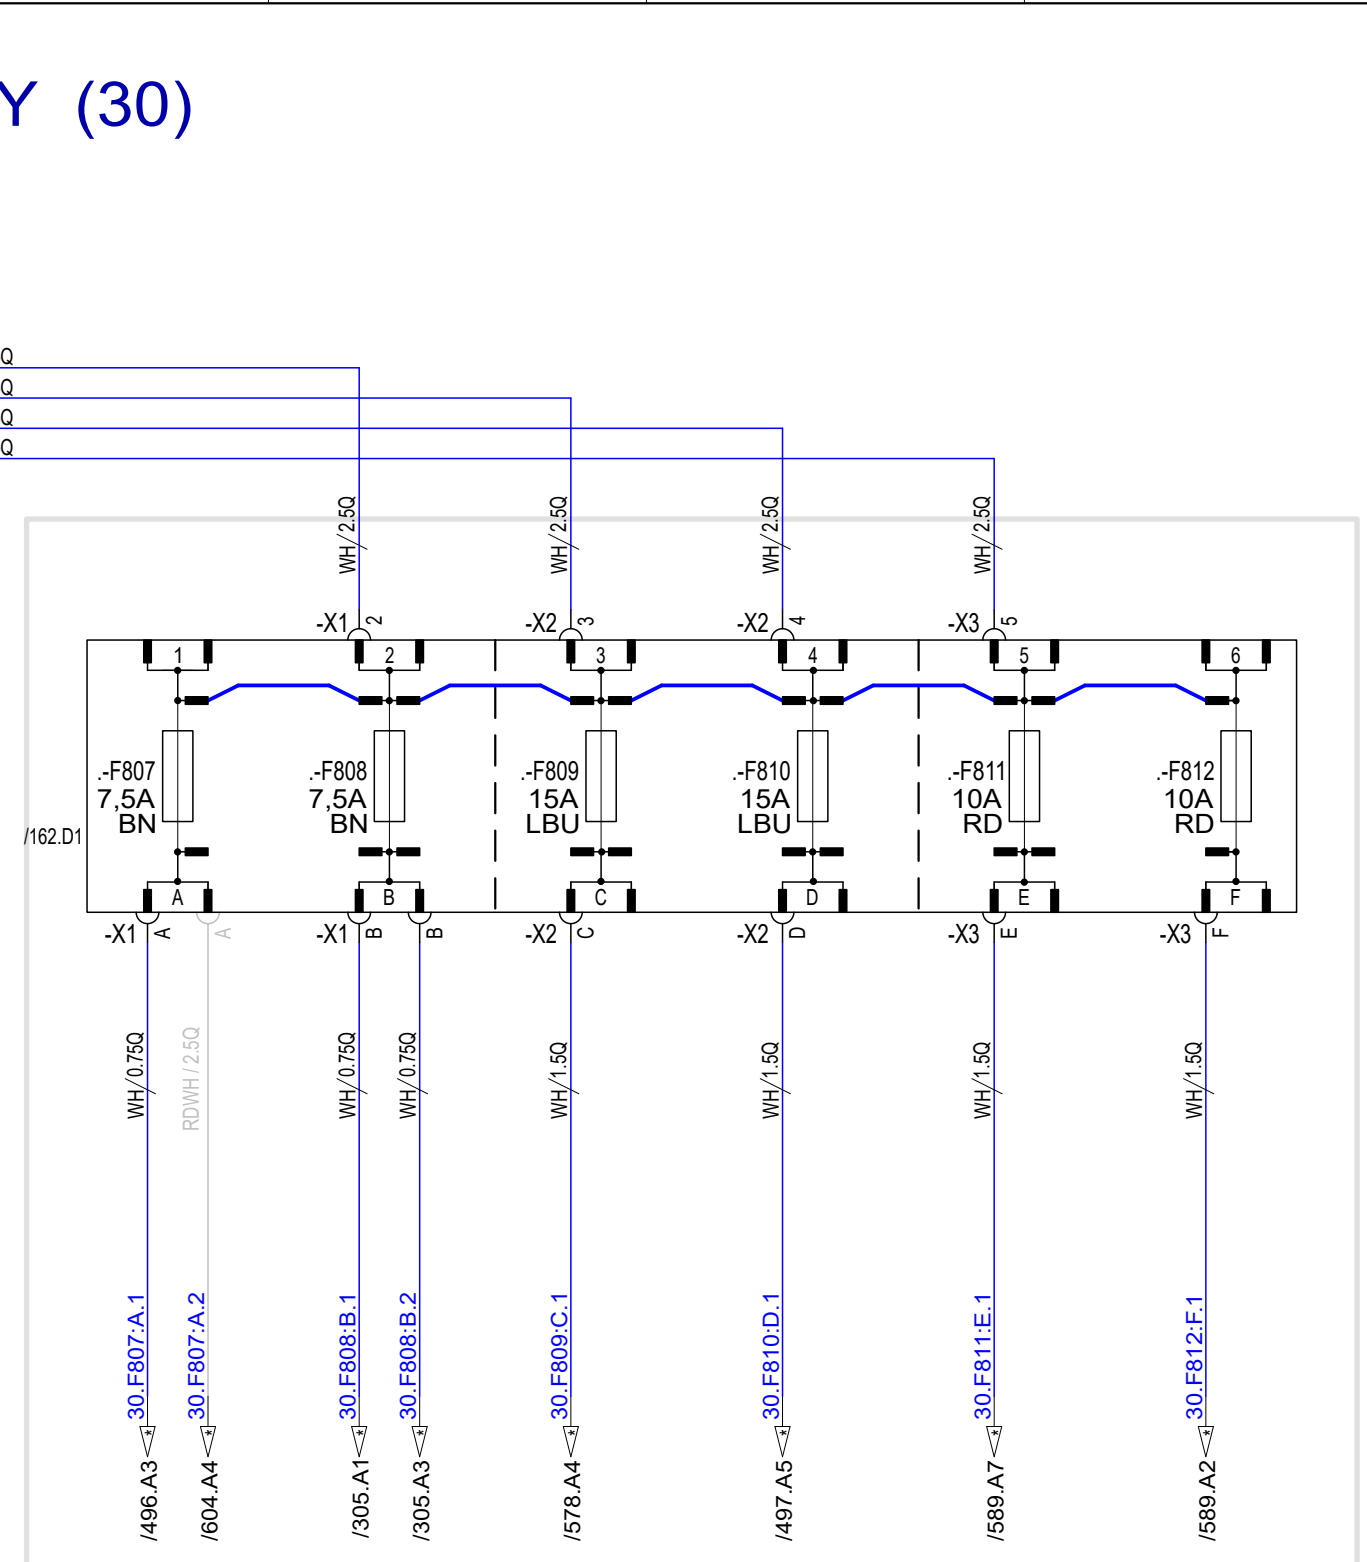 Y (30)
Q
Q
Q
Q
WH/2.5Q
WH/2.5Q
WH/2.5Q
WH/2.5Q
-X1 2
-X2 3
-X2 4
-X3 5
1 2 3 4 5 6
.-F807
7,5A
BN
.-F808
7,5A
BN
.-F809
15A
LBU
.-F810
15A
LBU
.-F811
10A
RD
.-F812
10A
RD
/162.D1
A B C D E F
-X1 A
A
-X1 B
B
-X2 C
-X2 D
-X3 E
-X3 F
WH/0.75Q
RDWH/2.5Q
WH/0.75Q
WH/0.75Q
WH/1.5Q
WH/1.5Q
WH/1.5Q
WH/1.5Q
30.F807:A.1
30.F807:A.2
30.F808:B.1
30.F808:B.2
30.F809:C.1
30.F810:D.1
30.F811:E.1
30.F812:F.1
* * * * * * * *
/496.A3
/604.A4
/305.A1
/305.A3
/578.A4
/497.A5
/589.A7
/589.A2